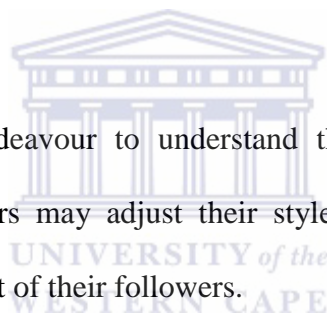 deavour to understand th
rs may adjust their style
UNIVERSITY of the
t of their followers.
WESTERN CAPE